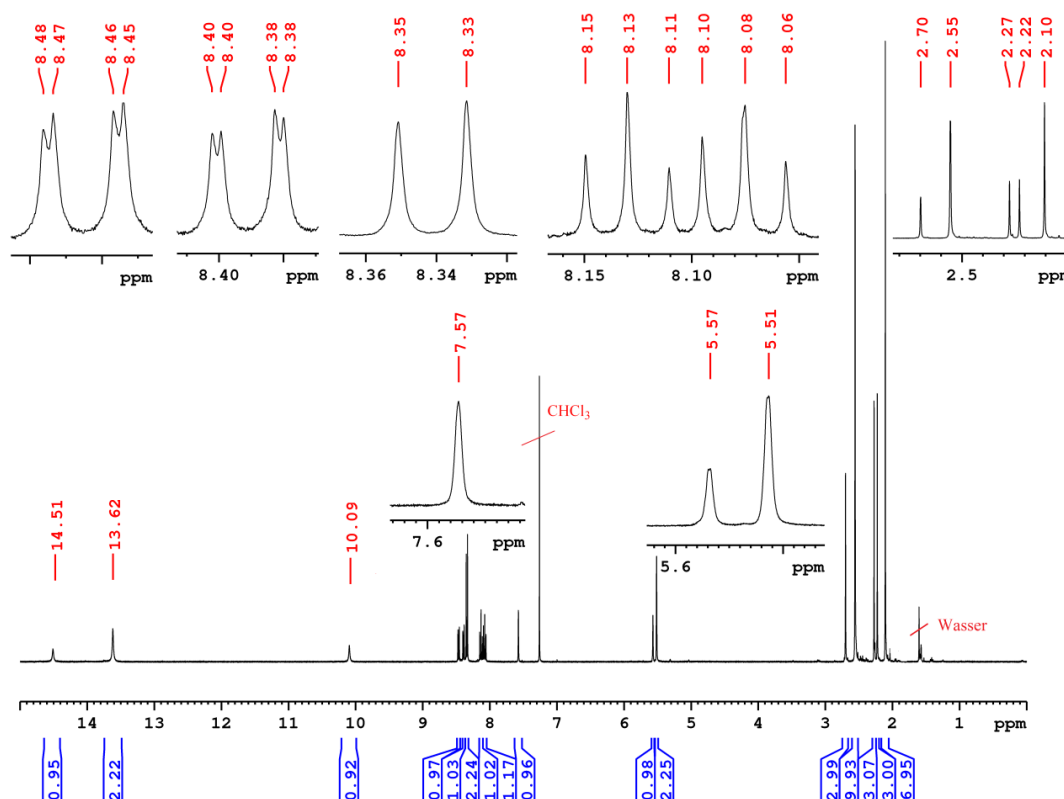 8.48 8.47 8.46 8.45 8.40 8.40 8.38 8.38 8.35 8.33 8.15 8.13 8.11 8.10 8.08 8.06 2.70 2.55 2.27 2.22 2.10
ppm 8.40 ppm 8.36 8.34 ppm 8.15 8.10 ppm 2.5 ppm
7.57 5.57 5.51
CHCl3
14.51 13.62 10.09
7.6 ppm 5.6 ppm
Wasser
14 13 12 11 10 9 8 7 6 5 4 3 2 1 ppm
0.95 2.22 0.92 0.97 1.03 2.24 1.02 1.17 0.96 0.98 2.25 2.99 9.93 3.07 3.00 6.95